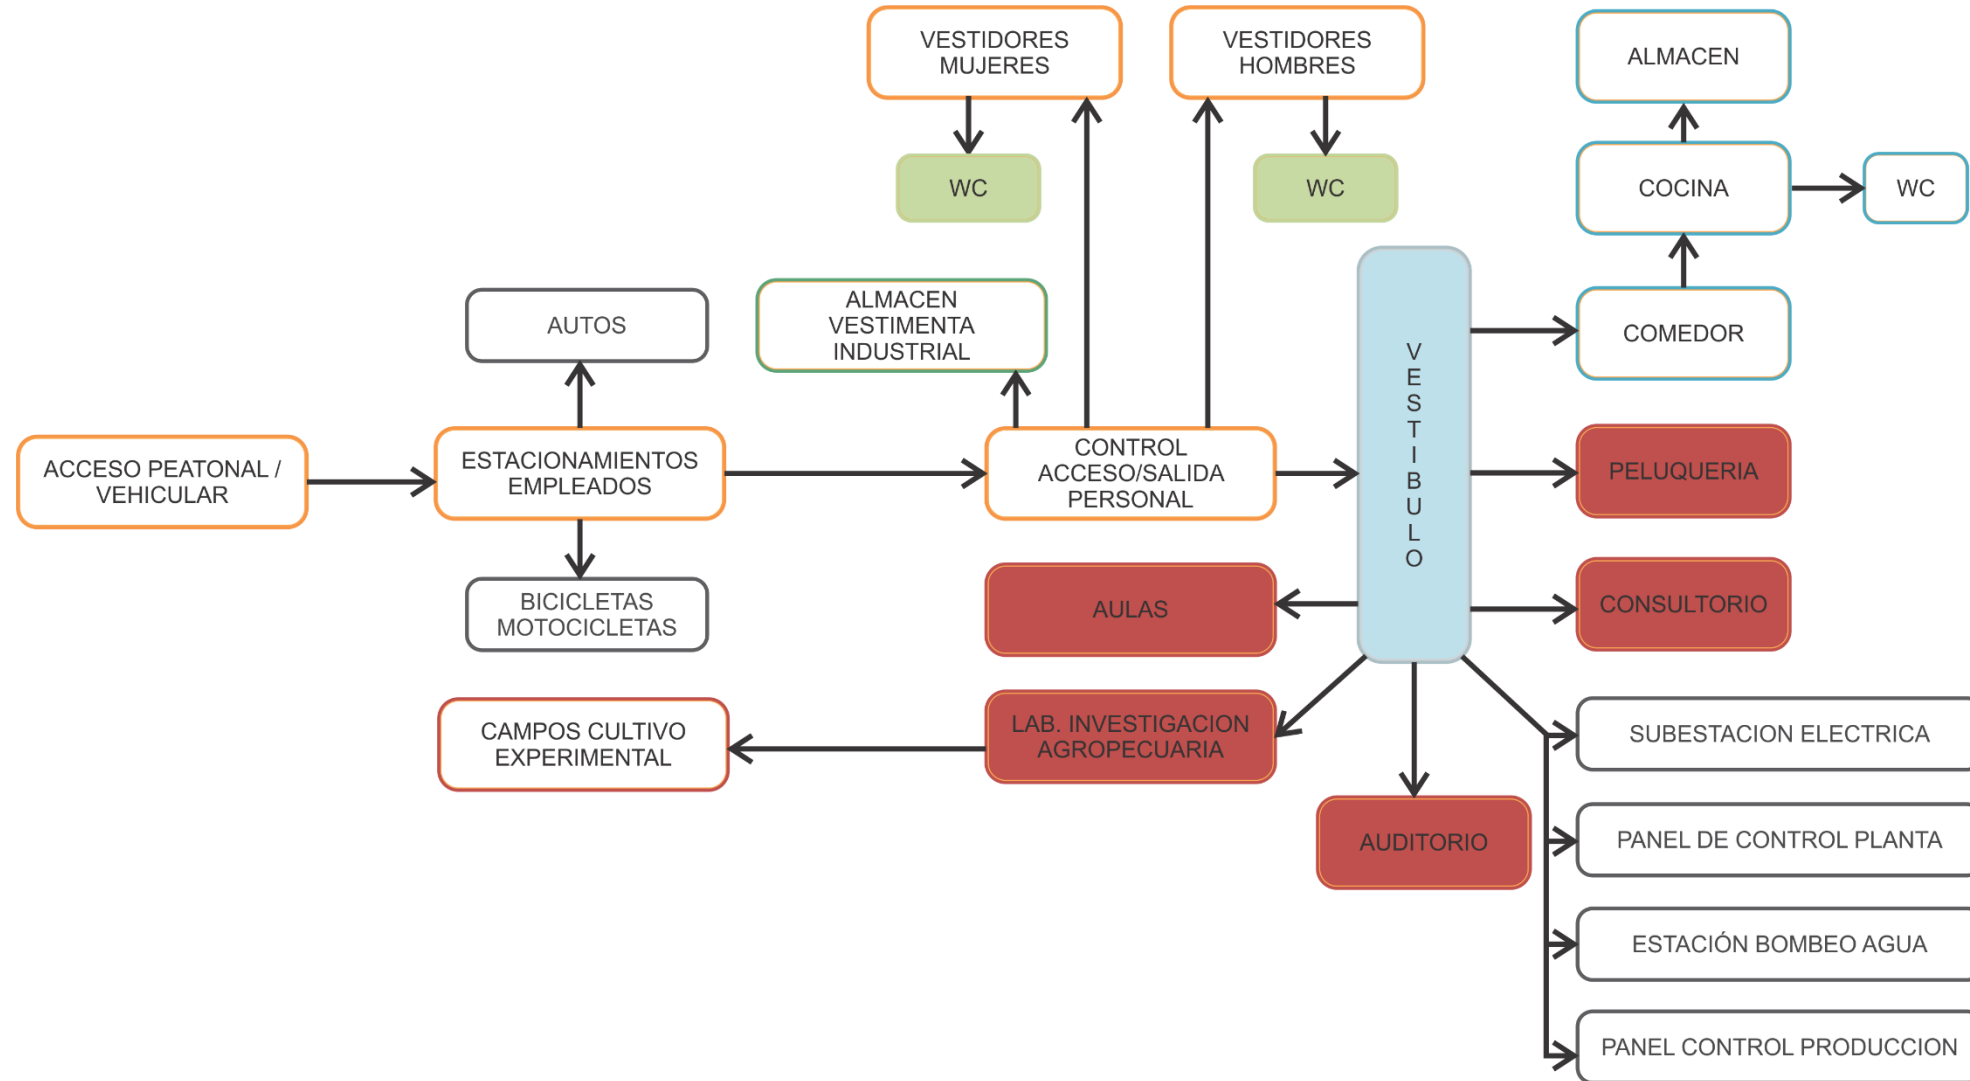 VESTIDORES
MUJERES
VESTIDORES
HOMBRES
ALMACEN
WC
WC
COCINA
WC
ALMACEN
VESTIMENTA
INDUSTRIAL
AUTOS
COMEDOR
VESTIBULO
ACCESO PEATONAL /
VEHICULAR
ESTACIONAMIENTOS
EMPLEADOS
CONTROL
ACCESO/SALIDA
PERSONAL
PELUQUERIA
BICICLETAS
MOTOCICLETAS
AULAS
CONSULTORIO
CAMPOS CULTIVO
EXPERIMENTAL
LAB. INVESTIGACION
AGROPECUARIA
SUBESTACION ELECTRICA
AUDITORIO
PANEL DE CONTROL PLANTA
ESTACIÓN BOMBEO AGUA
PANEL CONTROL PRODUCCION